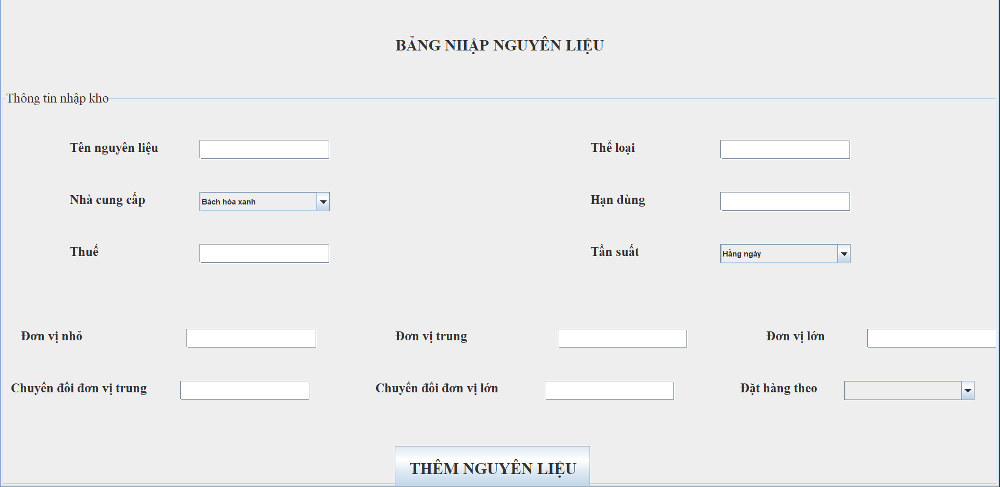 BẢNG NHẬP NGUYÊN LIỆU
Thông tin nhập kho
Tên nguyên liệu
Thể loại
Nhà cung cấp
Bách hóa xanh
Hạn dùng
Thuế
Tần suất
Hằng ngày
Đơn vị nhỏ
Đơn vị trung
Đơn vị lớn
Chuyển đổi đơn vị trung
Chuyển đổi đơn vị lớn
Đặt hàng theo
THÊM NGUYÊN LIỆU